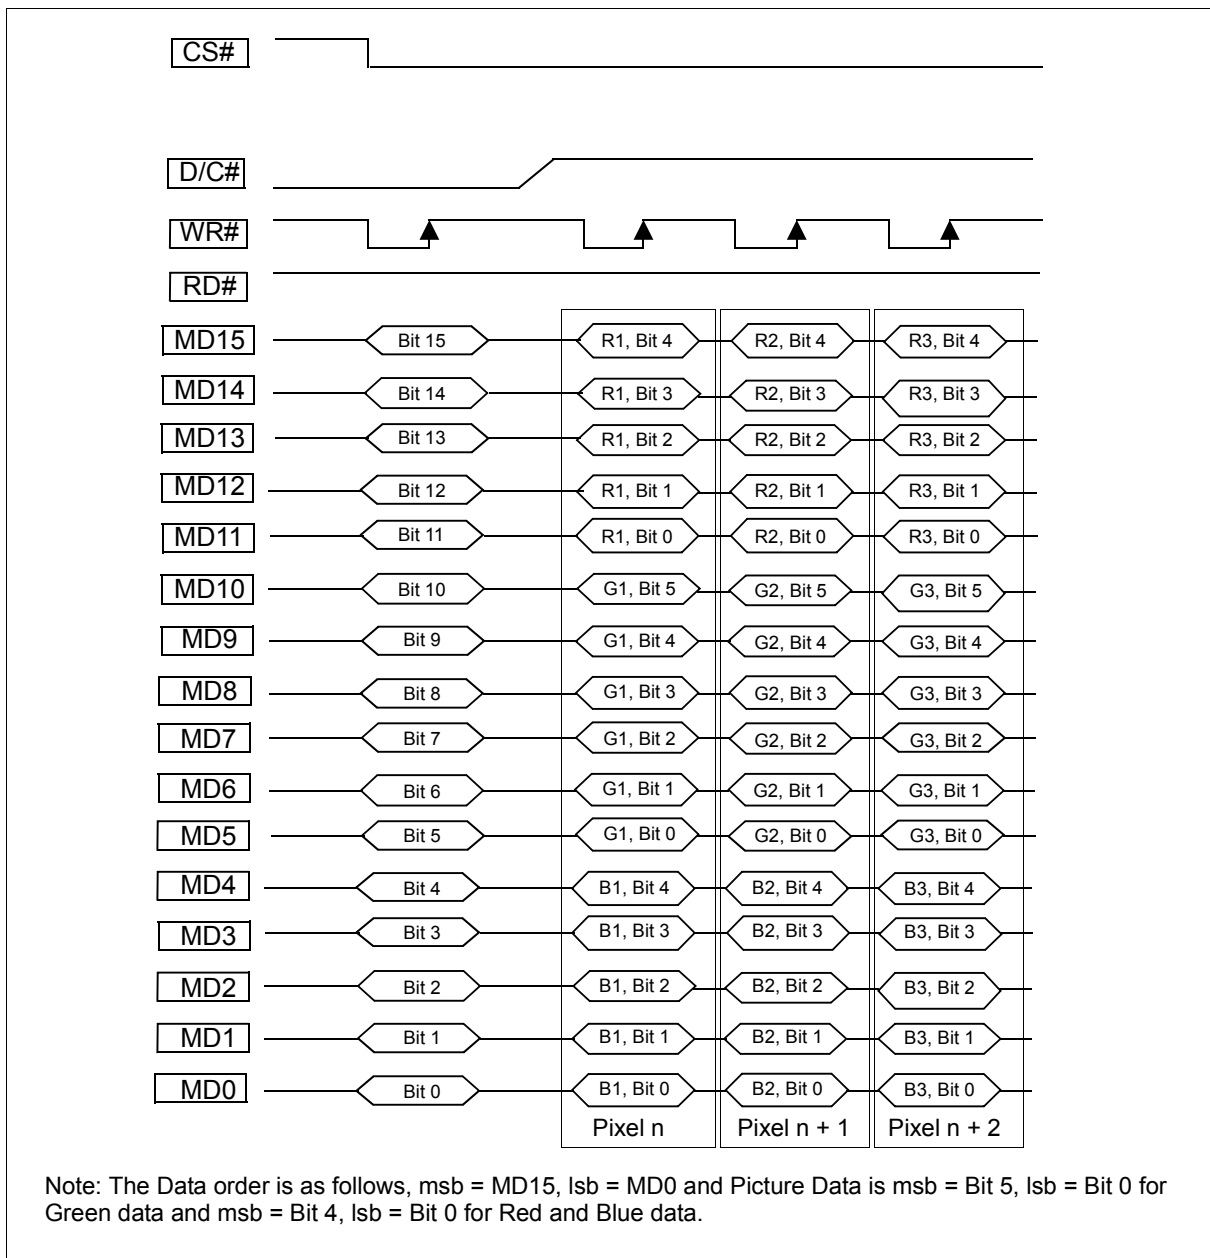 CS#
D/C#
WR#
RD#
MD15 Bit 15 R1, Bit 4 R2, Bit 4 R3, Bit 4
MD14 Bit 14 R1, Bit 3 R2, Bit 3 R3, Bit 3
MD13 Bit 13 R1, Bit 2 R2, Bit 2 R3, Bit 2
MD12 Bit 12 R1, Bit 1 R2, Bit 1 R3, Bit 1
MD11 Bit 11 R1, Bit 0 R2, Bit 0 R3, Bit 0
MD10 Bit 10 G1, Bit 5 G2, Bit 5 G3, Bit 5
MD9 Bit 9 G1, Bit 4 G2, Bit 4 G3, Bit 4
MD8 Bit 8 G1, Bit 3 G2, Bit 3 G3, Bit 3
MD7 Bit 7 G1, Bit 2 G2, Bit 2 G3, Bit 2
MD6 Bit 6 G1, Bit 1 G2, Bit 1 G3, Bit 1
MD5 Bit 5 G1, Bit 0 G2, Bit 0 G3, Bit 0
MD4 Bit 4 B1, Bit 4 B2, Bit 4 B3, Bit 4
MD3 Bit 3 B1, Bit 3 B2, Bit 3 B3, Bit 3
MD2 Bit 2 B1, Bit 2 B2, Bit 2 B3, Bit 2
MD1 Bit 1 B1, Bit 1 B2, Bit 1 B3, Bit 1
MD0 Bit 0 B1, Bit 0 B2, Bit 0 B3, Bit 0
Pixel n Pixel n + 1 Pixel n + 2
Note: The Data order is as follows, msb = MD15, lsb = MD0 and Picture Data is msb = Bit 5, lsb = Bit 0 for
Green data and msb = Bit 4, lsb = Bit 0 for Red and Blue data.